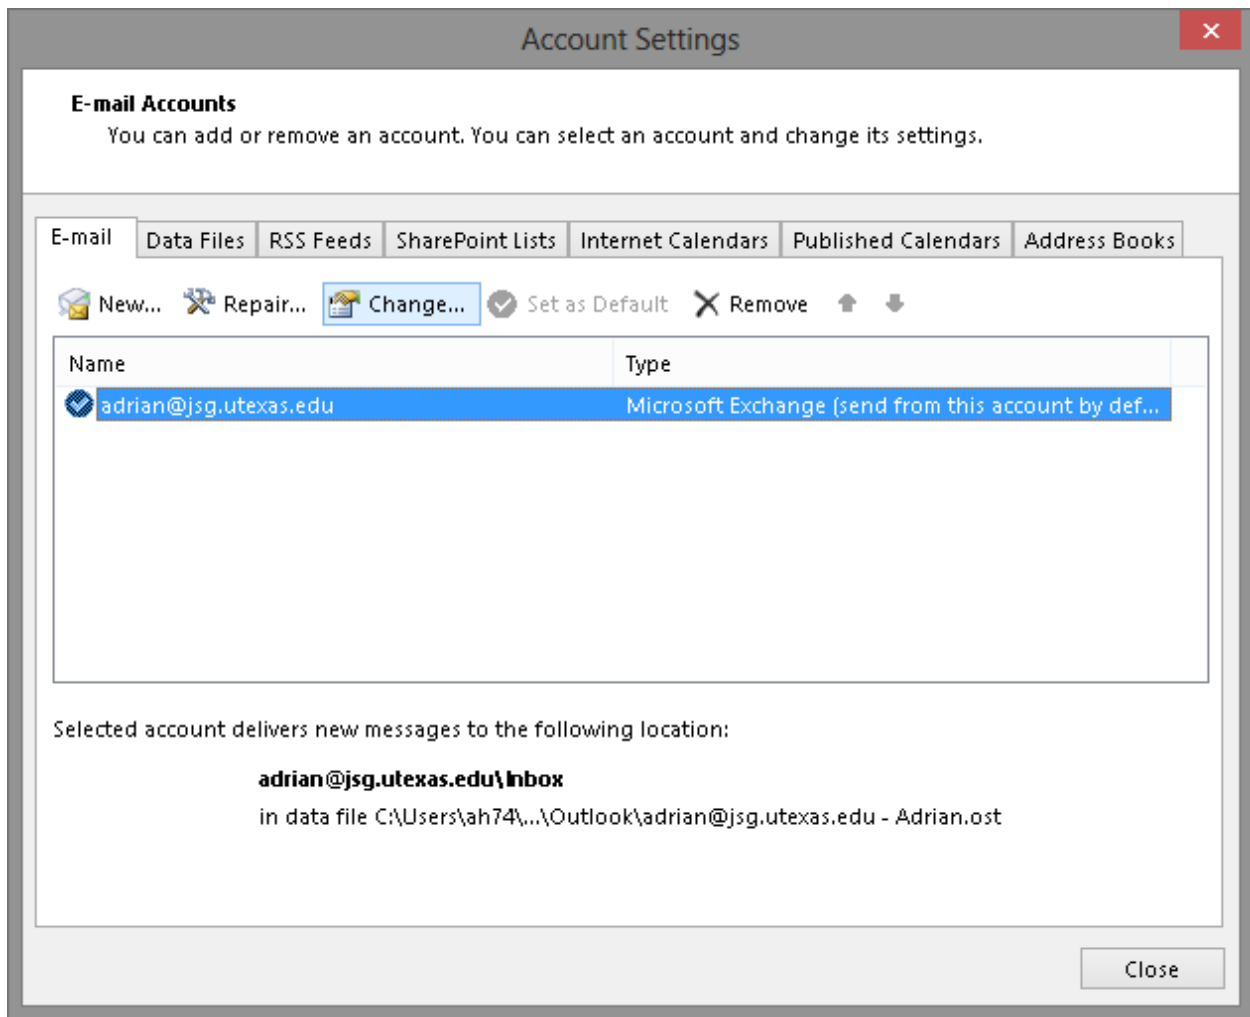 Account Settings
E-mail Accounts
You can add or remove an account. You can select an account and change its settings.
E-mail Data Files RSS Feeds SharePoint Lists Internet Calendars Published Calendars Address Books
New... Repair... Change... Set as Default Remove
Name Type
adrian@jsg.utexas.edu Microsoft Exchange (send from this account by def...
Selected account delivers new messages to the following location:
adrian@jsg.utexas.edu\Inbox
in data file C:\Users\ah74\...\Outlook\adrian@jsg.utexas.edu - Adrian.ost
Close